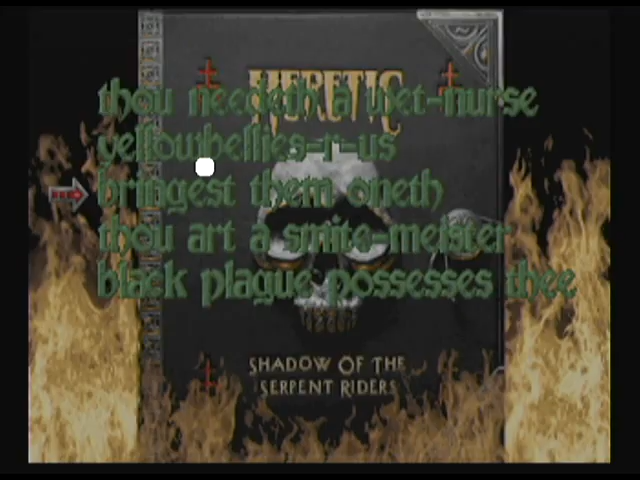 HERETIC
thou needeth a wet-nurse
yellowbellies-r-us
bringest them oneth
thou art a smite-meister
black plague possesses thee
SHADOW OF THE
SERPENT RIDERS